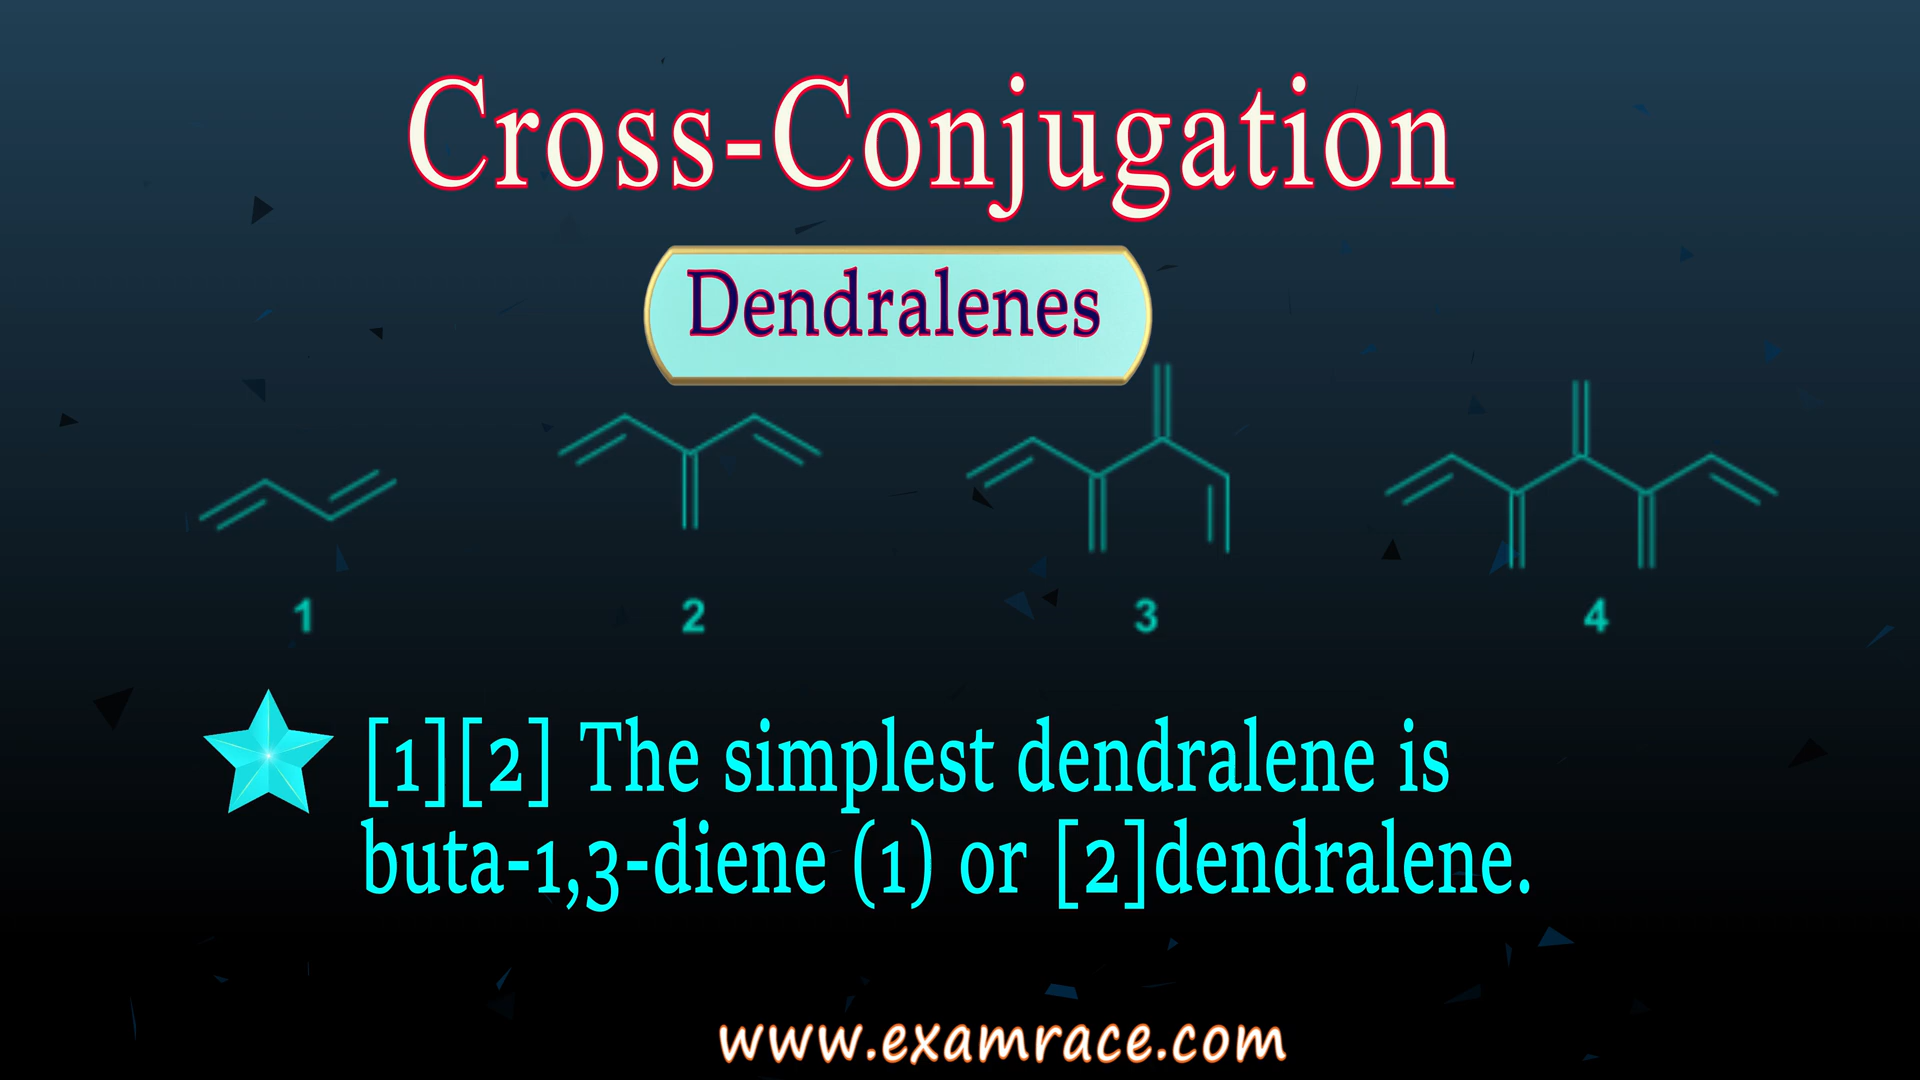 Cross-Conjugation
Dendralenes
1 2 3 4
[1][2] The simplest dendralene is
buta-1,3-diene (1) or [2]dendralene.
www.examrace.com